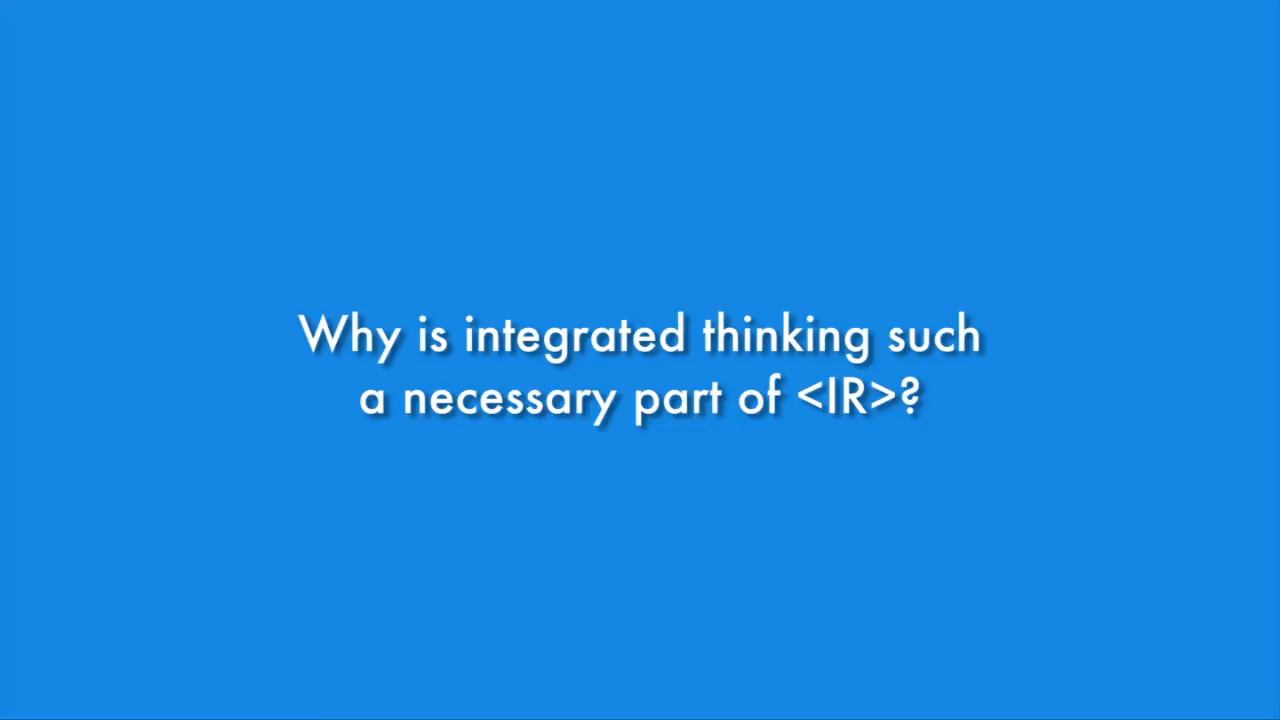 Why is integrated thinking such
a necessary part of <IR>?